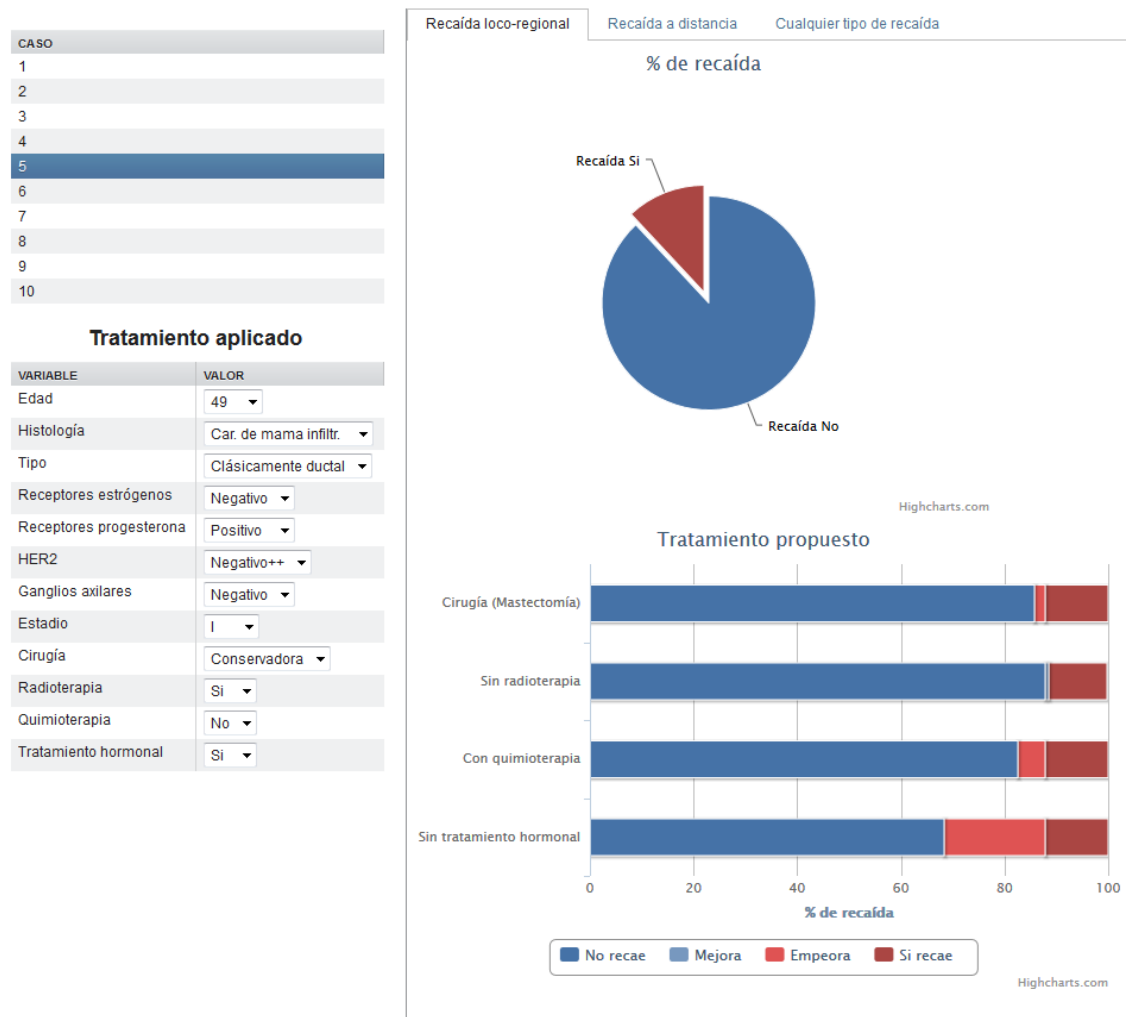 CASO
1
2
3
4
5
6
7
8
9
10
Tratamiento aplicado
VARIABLE VALOR
Edad 49
Histología Car. de mama infiltr.
Tipo Clásicamente ductal
Receptores estrógenos Negativo
Receptores progesterona Positivo
HER2 Negativo++
Ganglios axilares Negativo
Estadio I
Cirugía Conservadora
Radioterapia Si
Quimioterapia No
Tratamiento hormonal Si
Recaída loco-regional Recaída a distancia Cualquier tipo de recaída
% de recaída
Recaída Si
Recaída No
Highcharts.com
Tratamiento propuesto
Cirugía (Mastectomía)
Sin radioterapia
Con quimioterapia
Sin tratamiento hormonal
0 20 40 60 80 100
% de recaída
No recae Mejora Empeora Si recae
Highcharts.com